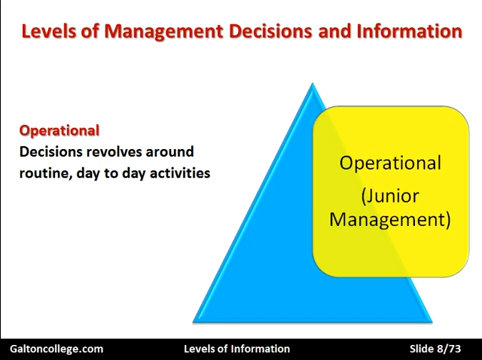 Levels of Management Decisions and Information
Operational
Decisions revolves around
routine, day to day activities
Operational
(Junior
Management)
Galtoncollege.com
Levels of Information
Slide 8/73